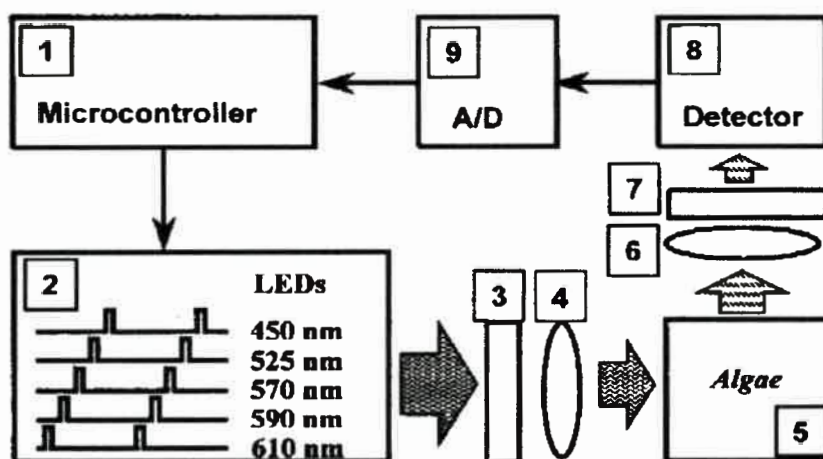 1
Microcontroller
9
A/D
8
Detector
7
6
2
LEDs
450 nm
525 nm
570 nm
590 nm
610 nm
3
4
Algae
5